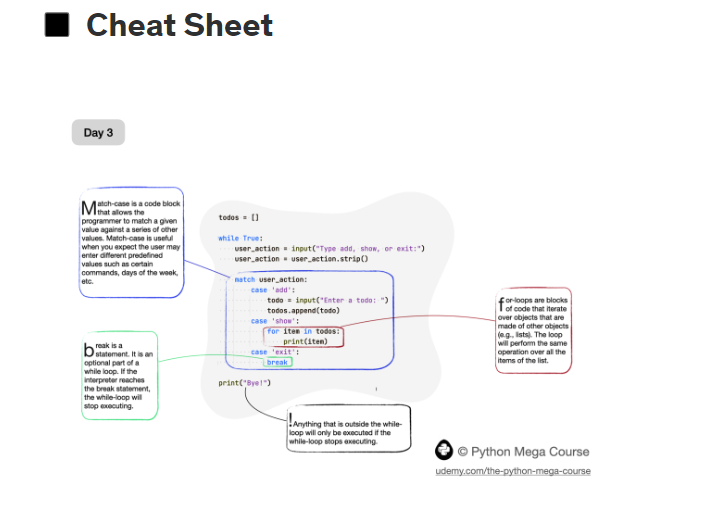 Cheat Sheet
Day 3
Match-case is a code block
that allows the
programmer to match a given
value against a series of other
values. Match-case is useful
when you expect the user may
enter different predefined
values such as certain
commands, days of the week,
etc.
todos = []
while True:
user_action = input("Type add, show, or exit:")
user_action = user_action.strip()
match user_action:
case 'add':
todo = input("Enter a todo: ")
todos.append(todo)
case 'show':
for item in todos:
print(item)
case 'exit':
break
print("Bye!")
for-loops are blocks
of code that iterate
over objects that are
made of other objects
(e.g., lists). The loop
will perform the same
operation over all the
items of the list.
break is a
statement. It is an
optional part of a
while loop. If the
interpreter reaches
the break statement,
the while-loop will
stop executing.
! Anything that is outside the while-
loop will only be executed if the
while-loop stops executing.
© Python Mega Course
udemy.com/the-python-mega-course